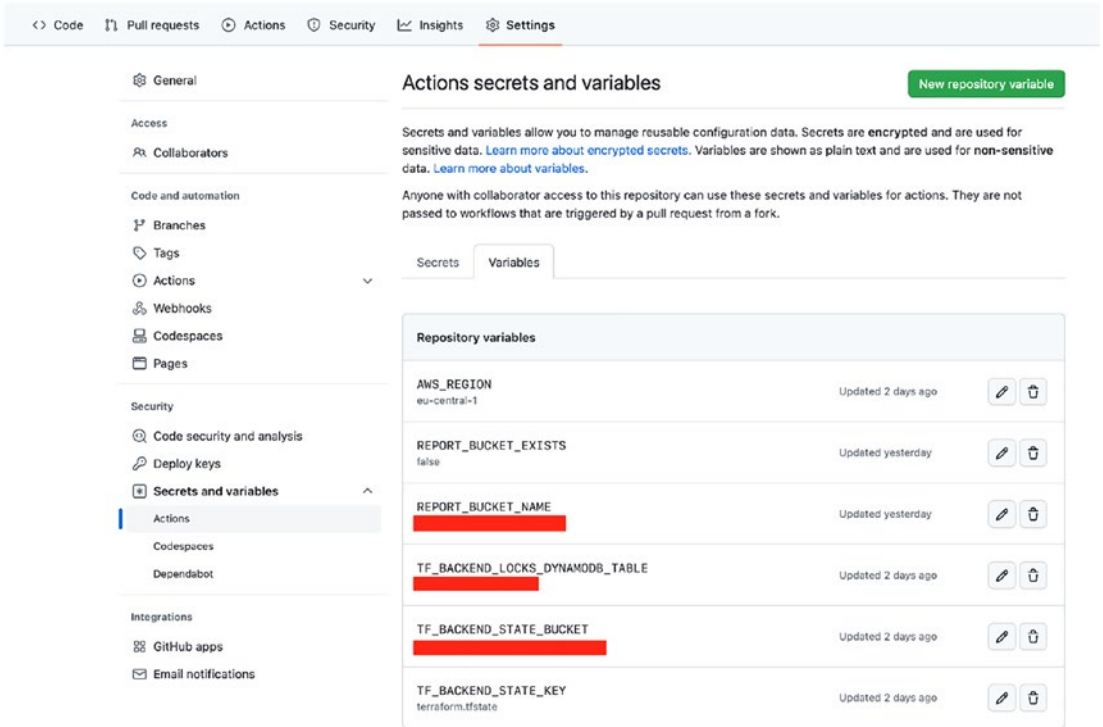 Code Pull requests Actions Security Insights Settings
General
Access
Collaborators
Code and automation
Branches
Tags
Actions
Webhooks
Codespaces
Pages
Security
Code security and analysis
Deploy keys
Secrets and variables
Actions
Codespaces
Dependabot
Integrations
GitHub apps
Email notifications
Actions secrets and variables
New repository variable
Secrets and variables allow you to manage reusable configuration data. Secrets are encrypted and are used for
sensitive data. Learn more about encrypted secrets. Variables are shown as plain text and are used for non-sensitive
data. Learn more about variables.
Anyone with collaborator access to this repository can use these secrets and variables for actions. They are not
passed to workflows that are triggered by a pull request from a fork.
Secrets Variables
Repository variables
AWS_REGION
eu-central-1
Updated 2 days ago
REPORT_BUCKET_EXISTS
false
Updated yesterday
REPORT_BUCKET_NAME
Updated yesterday
TF_BACKEND_LOCKS_DYNAMODB_TABLE
Updated 2 days ago
TF_BACKEND_STATE_BUCKET
Updated 2 days ago
TF_BACKEND_STATE_KEY
terraform.tfstate
Updated 2 days ago